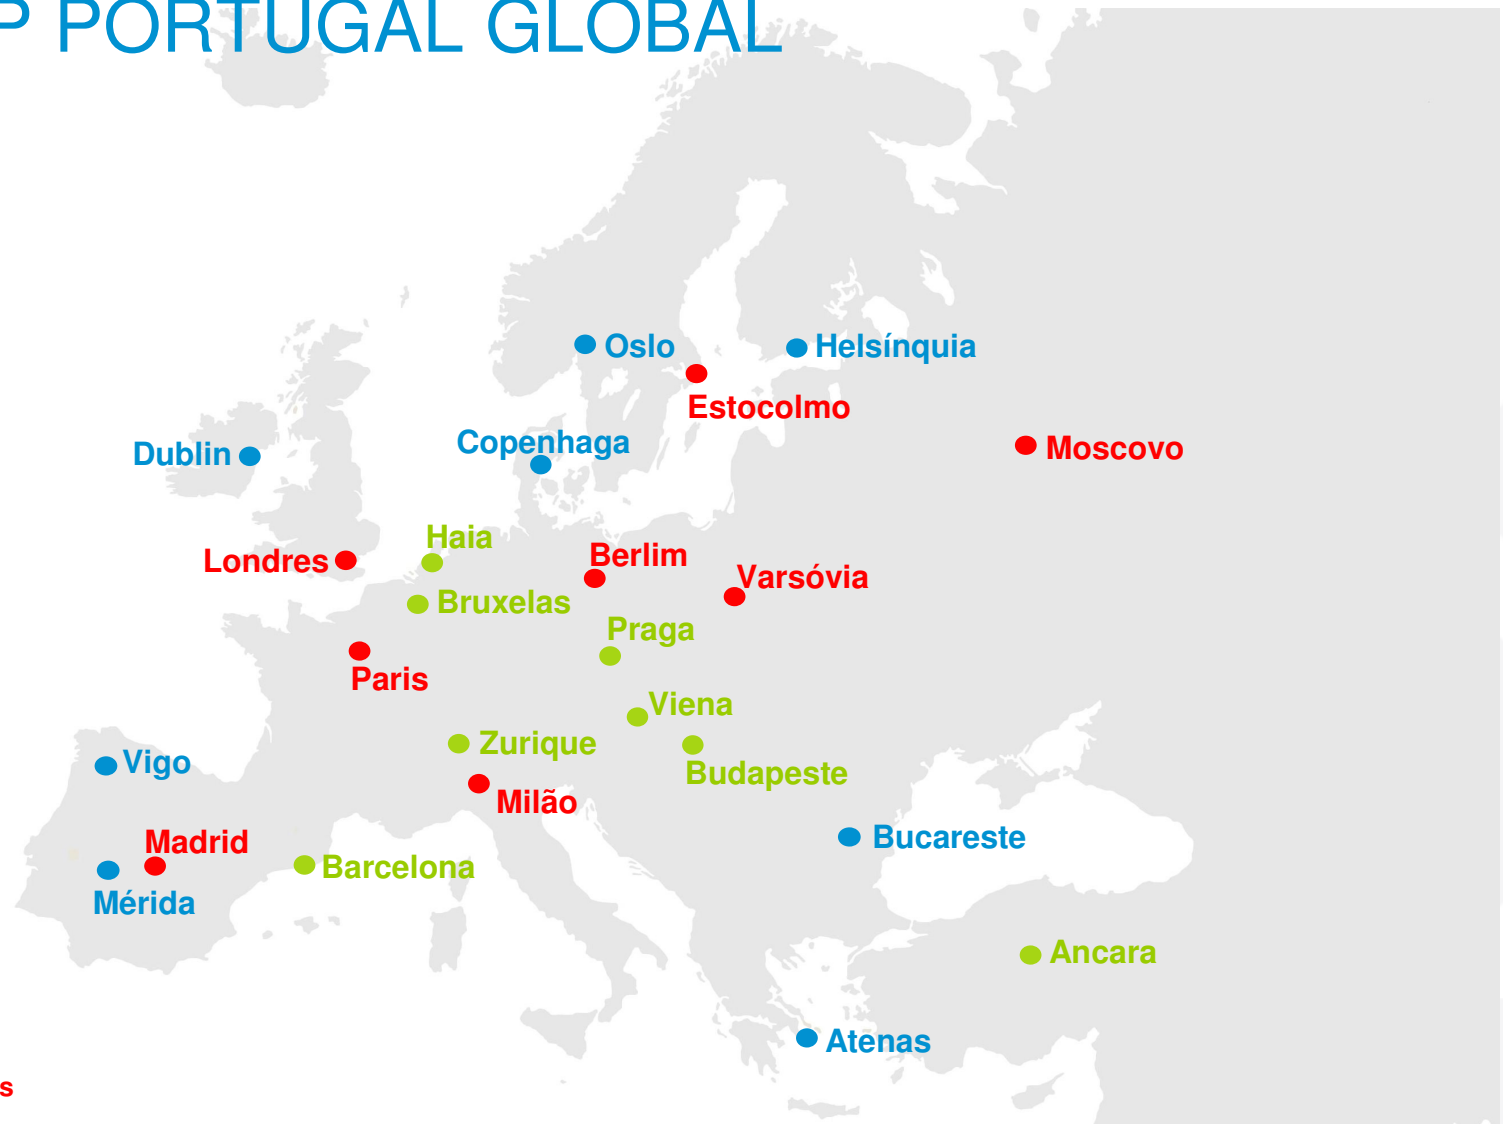 P PORTUGAL GLOBAL
Oslo
Helsínquia
Estocolmo
Copenhaga
Dublin
Moscovo
Haia
Londres
Berlim
Varsóvia
Bruxelas
Praga
Paris
Viena
Zurique
Vigo
Budapeste
Milão
Madrid
Bucareste
Barcelona
Mérida
Ancara
Atenas
s